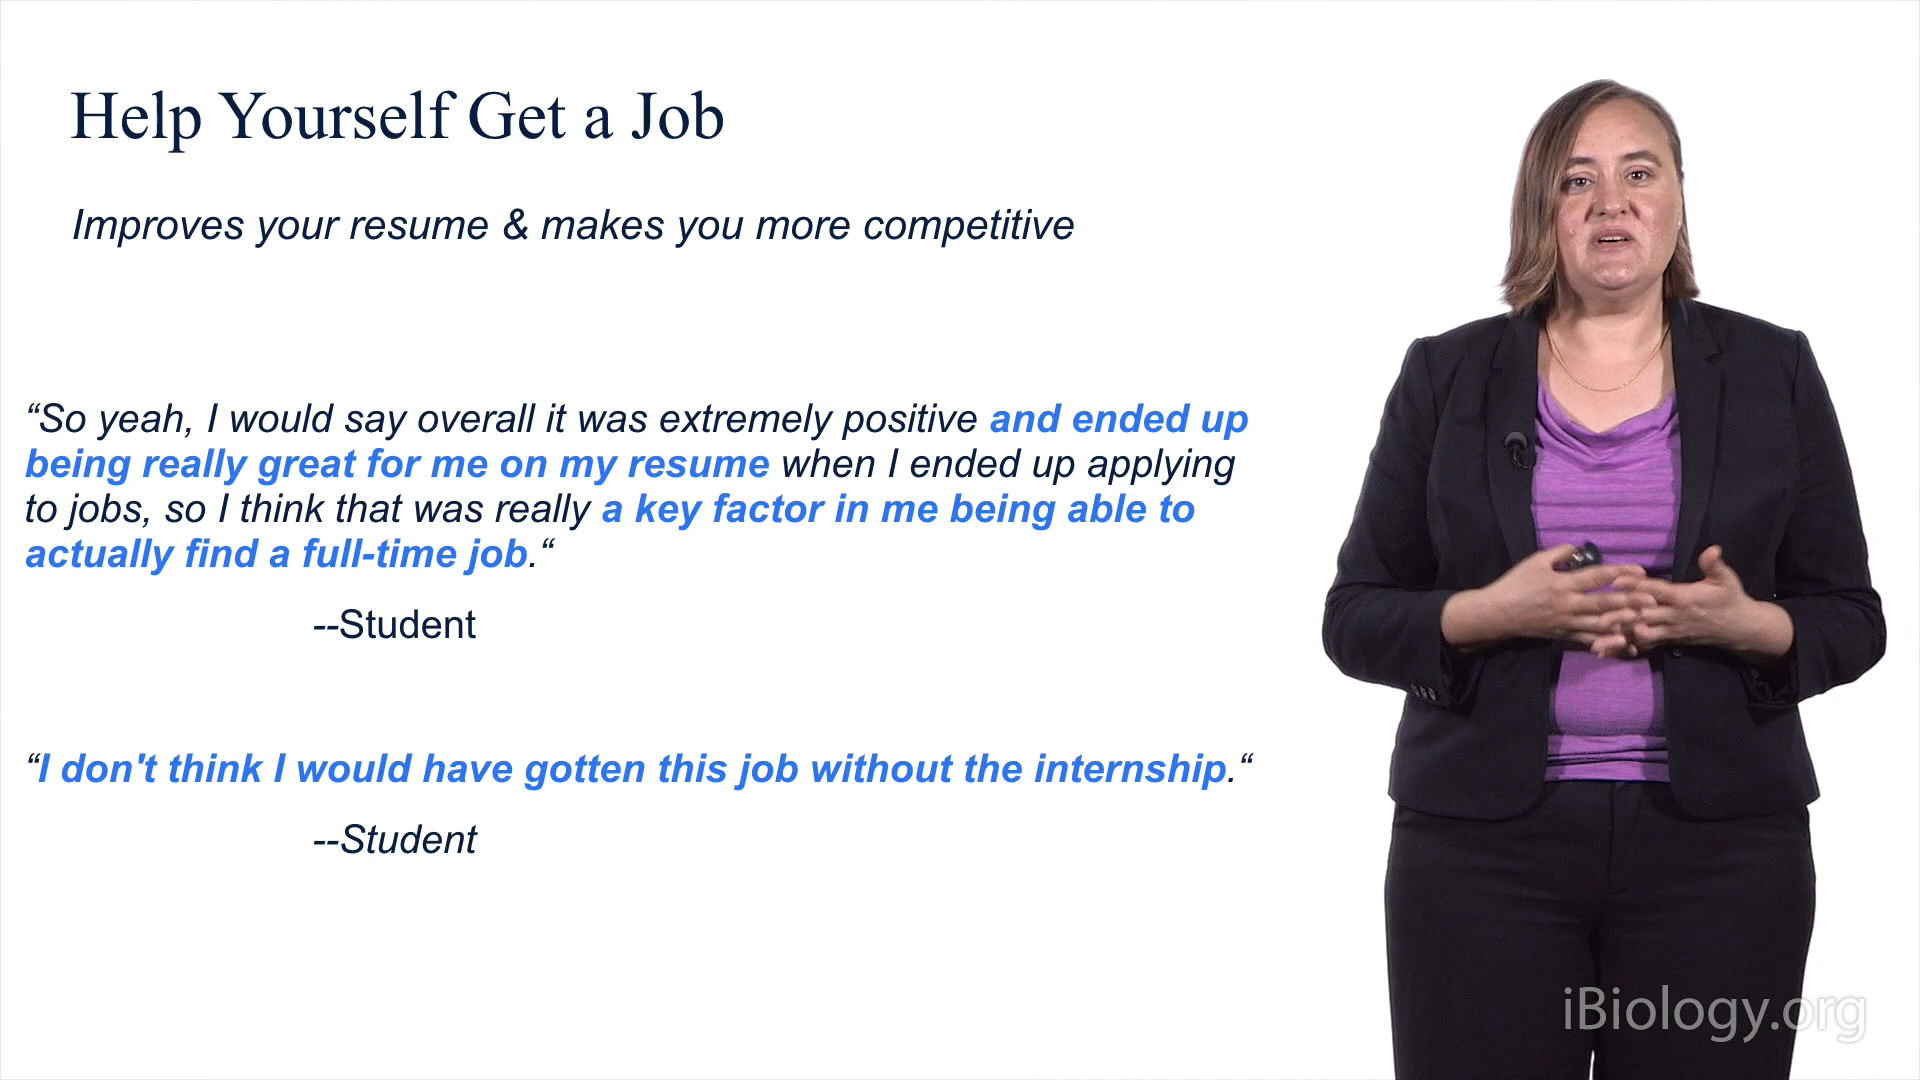 Help Yourself Get a Job
Improves your resume & makes you more competitive
“So yeah, I would say overall it was extremely positive and ended up
being really great for me on my resume when I ended up applying
to jobs, so I think that was really a key factor in me being able to
actually find a full-time job.“
--Student
“I don't think I would have gotten this job without the internship.“
--Student
iBiology.org